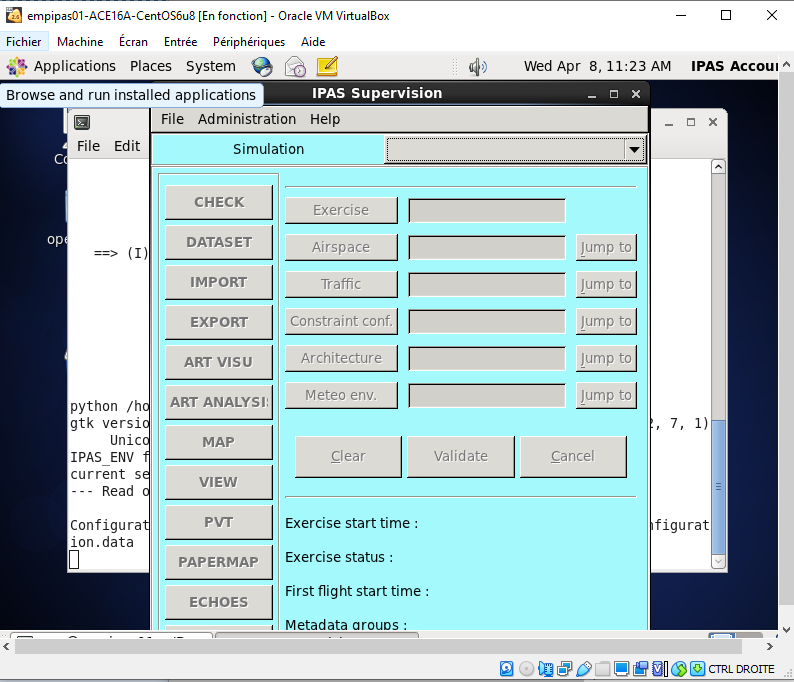 empipas01-ACE16A-CentOS6u8 [En fonction] - Oracle VM VirtualBox
Fichier Machine Écran Entrée Périphériques Aide
Applications Places System Wed Apr 8, 11:23 AM IPAS Accou
Browse and run installed applications
IPAS Supervision
File Edit
File Administration Help
Simulation
CHECK
DATASET
IMPORT
EXPORT
ART VISU
ART ANALYSI
MAP
VIEW
PVT
PAPERMAP
ECHOES
Exercise
Airspace Jump to
Traffic Jump to
Constraint conf. Jump to
Architecture Jump to
Meteo env. Jump to
Clear Validate Cancel
Exercise start time :
Exercise status :
First flight start time :
Metadata groups :
ope
==> (I)
python /ho
gtk versio 2, 7, 1)
Unico
IPAS_ENV f
current se
--- Read o
Configurat nfigurat
ion.data
CTRL DROITE